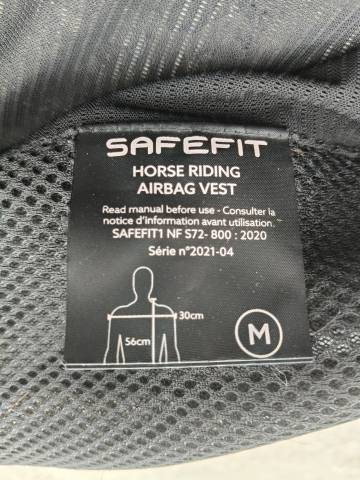 SAFEFIT
HORSE RIDING
AIRBAG VEST
Read manual before use - Consulter la
notice d'information avant utilisation.
SAFEFIT1 NF S72- 800 : 2020
Série n°2021-04
30cm
56cm
M